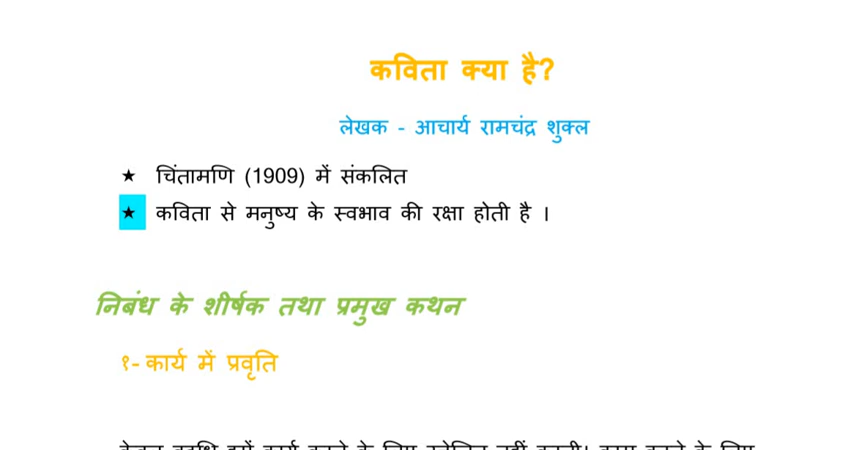 कविता क्या है?
लेखक - आचार्य रामचंद्र शुक्ल
★ चिंतामणि (1909) में संकलित
★ कविता से मनुष्य के स्वभाव की रक्षा होती है ।
निबंध के शीर्षक तथा प्रमुख कथन
१- कार्य में प्रवृति